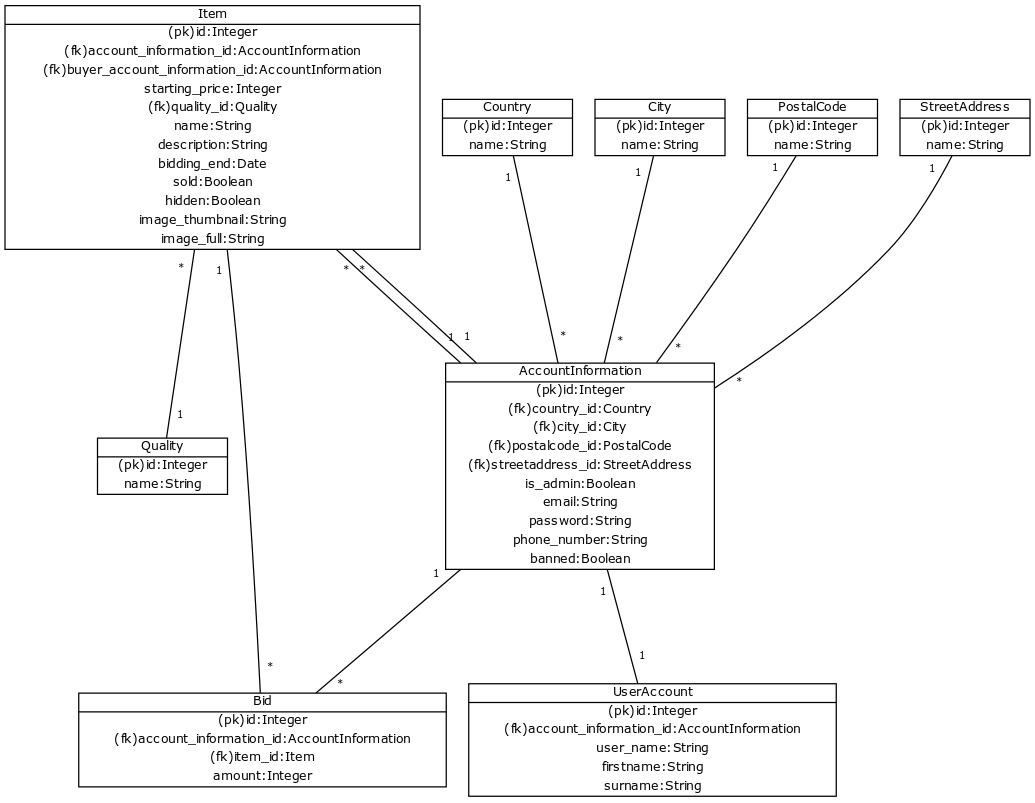 Item
(pk)id:Integer
(fk)account_information_id:AccountInformation
(fk)buyer_account_information_id:AccountInformation
starting_price:Integer
(fk)quality_id:Quality
name:String
description:String
bidding_end:Date
sold:Boolean
hidden:Boolean
image_thumbnail:String
image_full:String
Country
(pk)id:Integer
name:String
City
(pk)id:Integer
name:String
PostalCode
(pk)id:Integer
name:String
StreetAddress
(pk)id:Integer
name:String
1
1
1
1
*
1
*
*
1
1
*
*
*
*
1
AccountInformation
(pk)id:Integer
(fk)country_id:Country
(fk)city_id:City
(fk)postalcode_id:PostalCode
(fk)streetaddress_id:StreetAddress
is_admin:Boolean
email:String
password:String
phone_number:String
banned:Boolean
Quality
(pk)id:Integer
name:String
1
1
*
*
1
Bid
(pk)id:Integer
(fk)account_information_id:AccountInformation
(fk)item_id:Item
amount:Integer
UserAccount
(pk)id:Integer
(fk)account_information_id:AccountInformation
user_name:String
firstname:String
surname:String